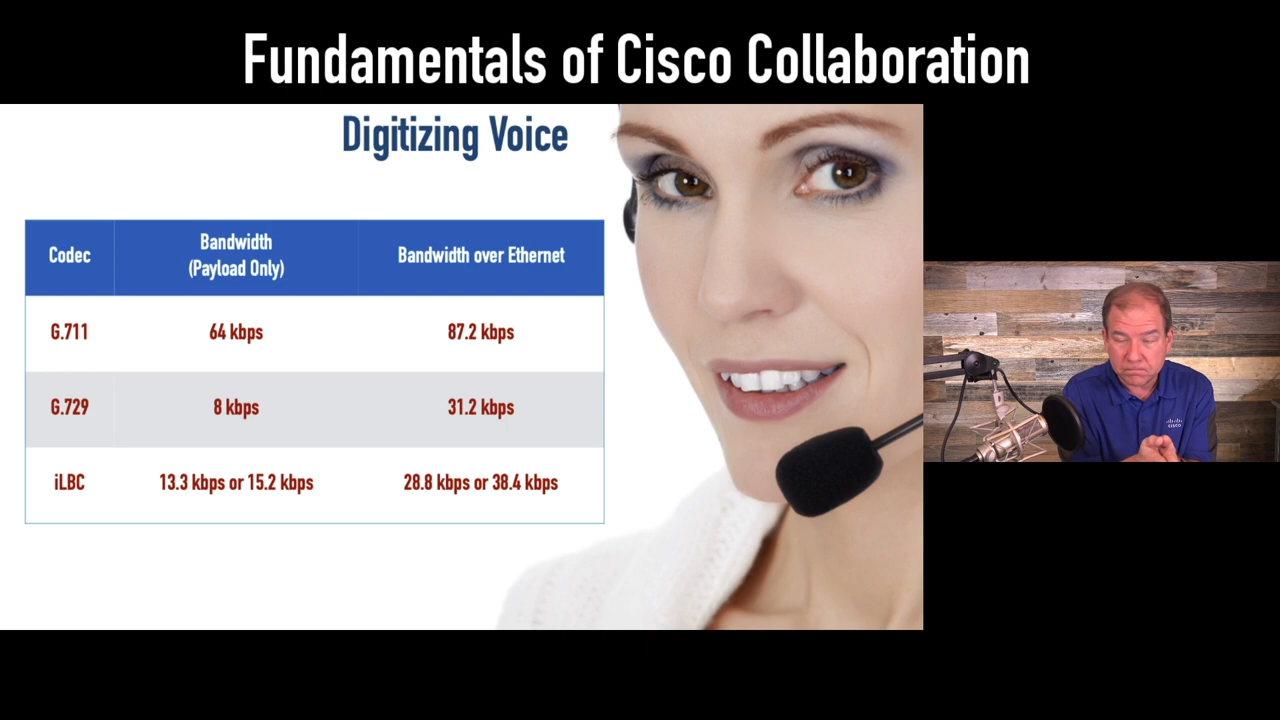 Fundamentals of Cisco Collaboration
Digitizing Voice
Codec
Bandwidth
(Payload Only)
Bandwidth over Ethernet
G.711
64 kbps
87.2 kbps
G.729
8 kbps
31.2 kbps
iLBC
13.3 kbps or 15.2 kbps
28.8 kbps or 38.4 kbps
CISCO